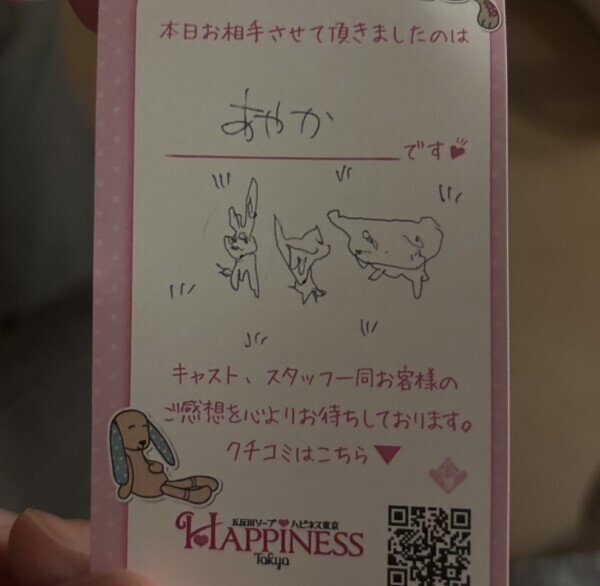 本日お相手させて頂きましたのは
あやか
です
キャスト、スタッフ一同お客様の
ご感想を心よりお待ちしております。
クチコミはこちら▼
五反田ソープ♥ハピネス東京
HAPPINESS
Tokyo